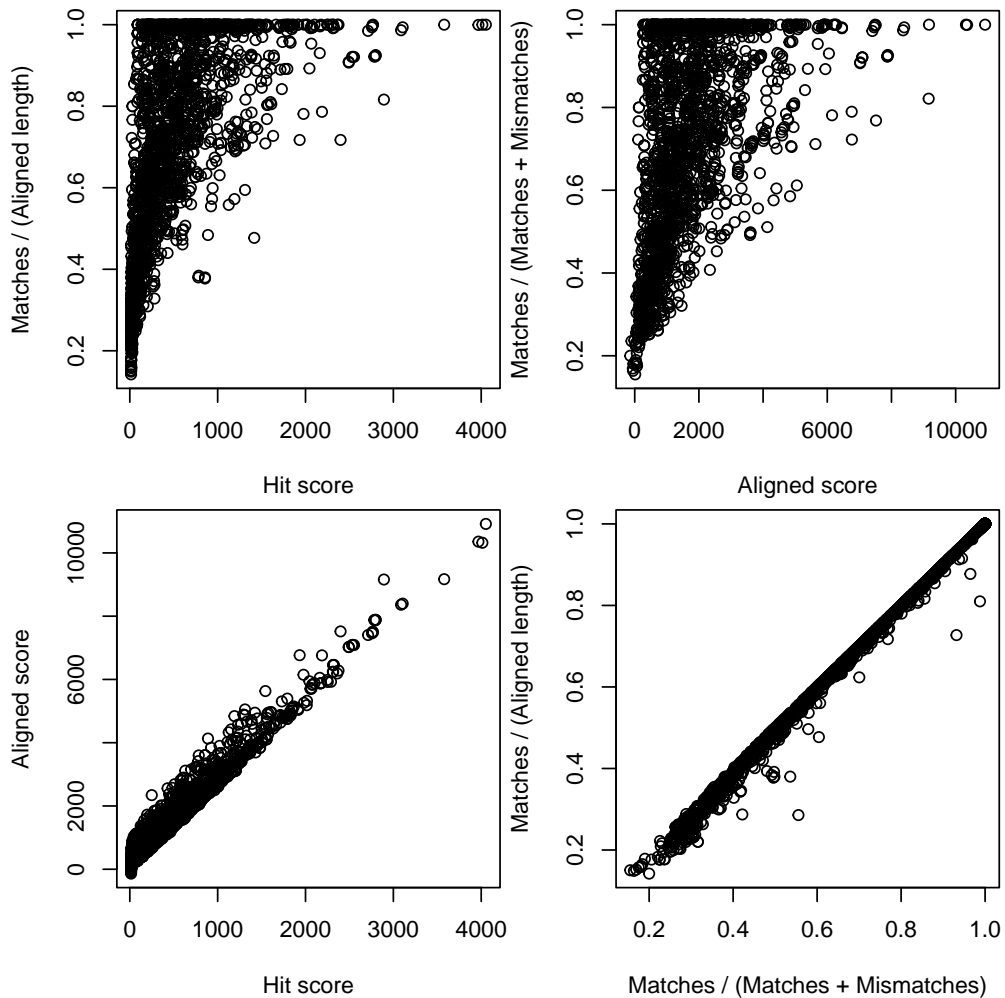 Matches / (Aligned length)
0.2 0.4 0.6 0.8 1.0
0 1000 2000 3000 4000
Hit score
Matches / (Matches + Mismatches)
0.2 0.4 0.6 0.8 1.0
0 2000 6000 10000
Aligned score
Aligned score
0 2000 6000 10000
0 1000 2000 3000 4000
Hit score
Matches / (Aligned length)
0.2 0.4 0.6 0.8 1.0
0.2 0.4 0.6 0.8 1.0
Matches / (Matches + Mismatches)